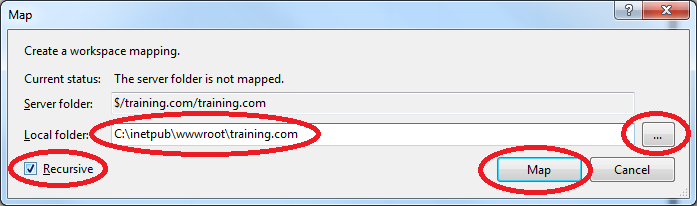 Map
Create a workspace mapping.
Current status: The server folder is not mapped.
Server folder: $/training.com/training.com
Local folder: C:\inetpub\wwwroot\training.com ...
Recursive Map Cancel